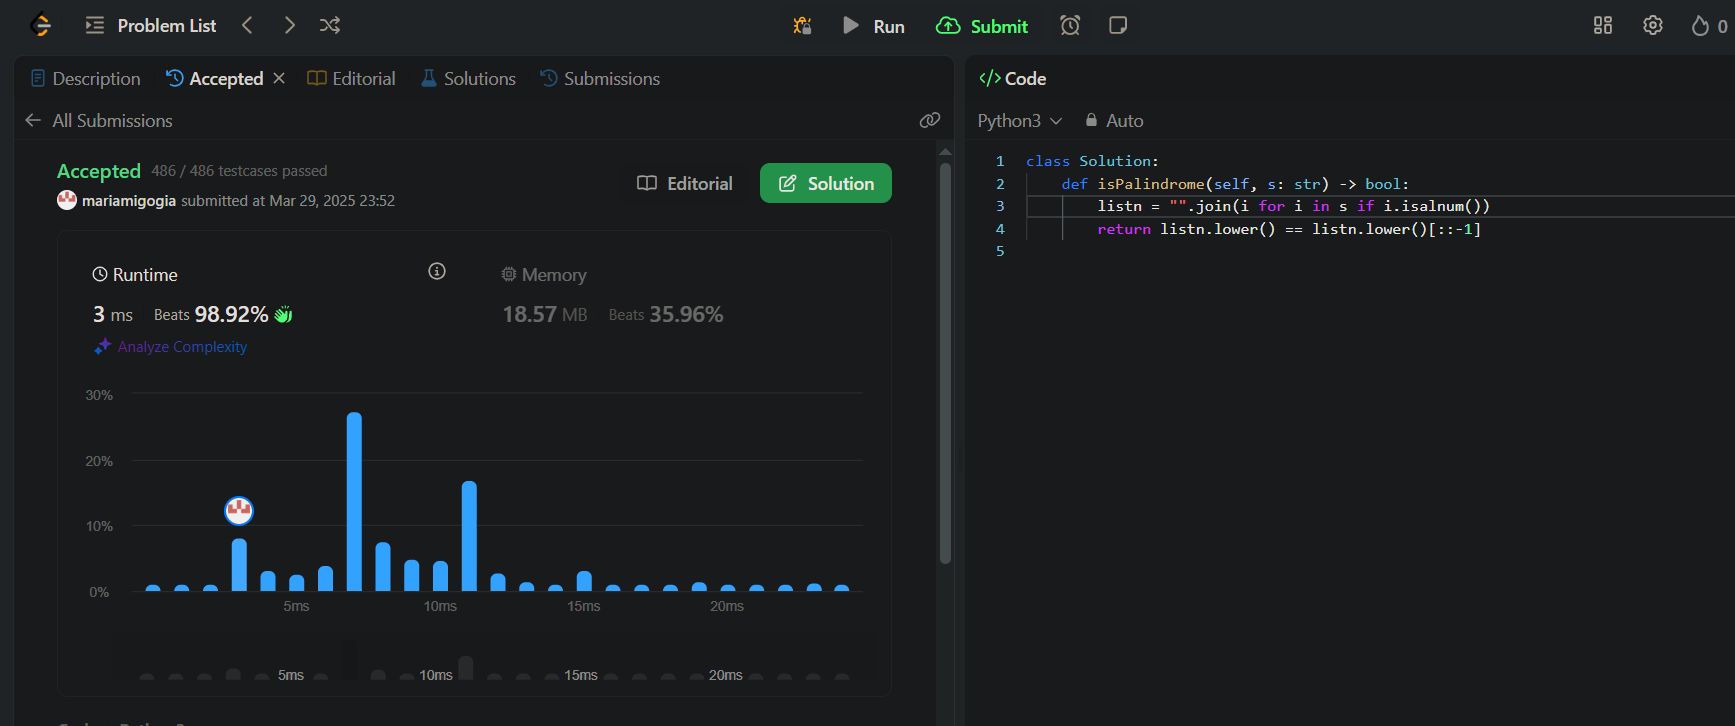 Problem List
Run
Submit
0
Description
Accepted
Editorial
Solutions
Submissions
All Submissions
Accepted 486 / 486 testcases passed
mariamigogia submitted at Mar 29, 2025 23:52
Editorial
Solution
Runtime
3 ms Beats 98.92%
Analyze Complexity
Memory
18.57 MB Beats 35.96%
30%
20%
10%
0%
5ms 10ms 15ms 20ms
5ms 10ms 15ms 20ms
</> Code
Python3 Auto
1 class Solution:
2 def isPalindrome(self, s: str) -> bool:
3 listn = "".join(i for i in s if i.isalnum())
4 return listn.lower() == listn.lower()[::-1]
5